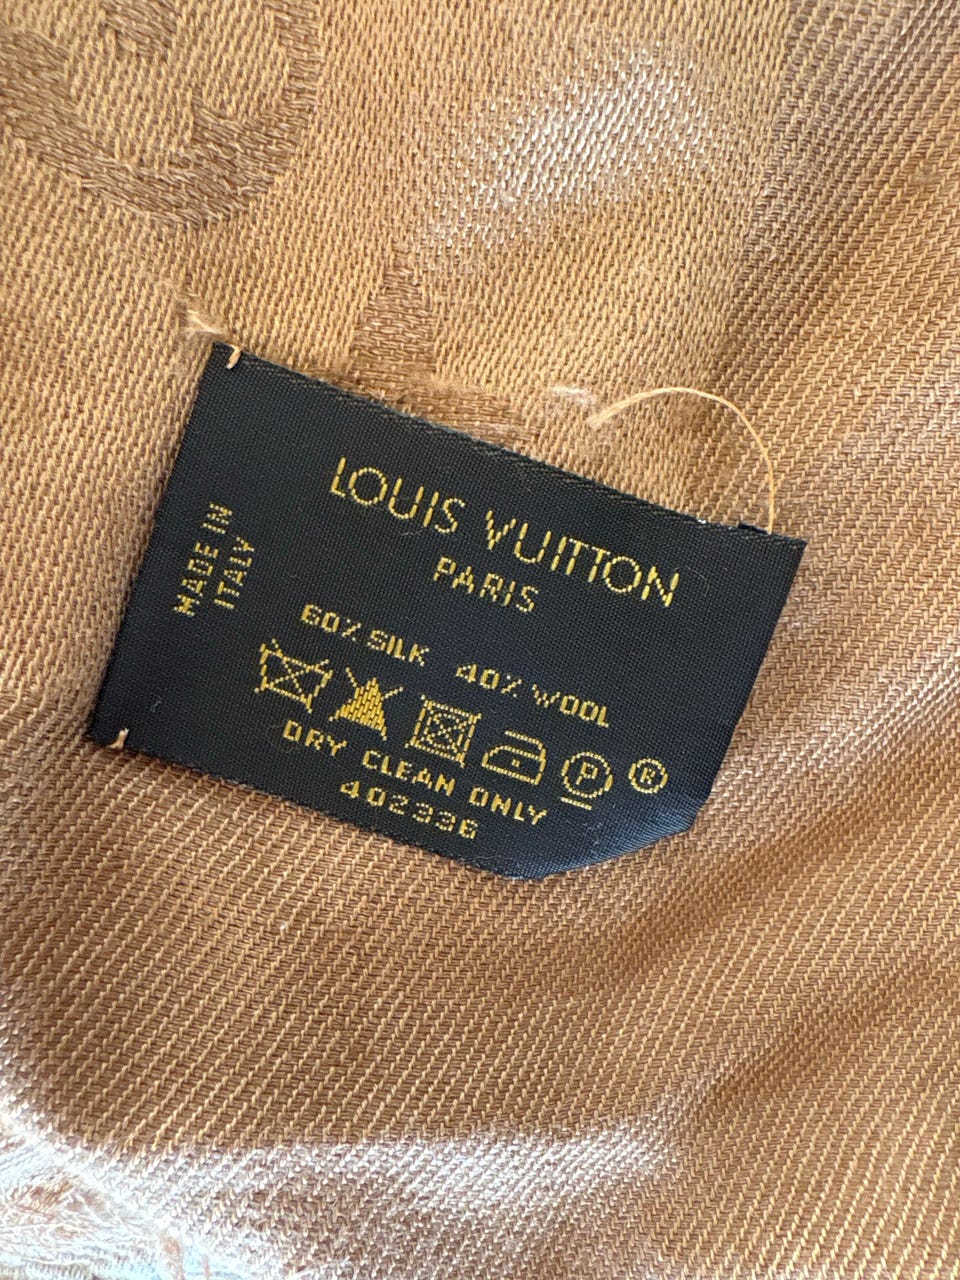 LOUIS VUITTON
PARIS
MADE IN
ITALY
60% SILK 40% WOOL
P
R
DRY CLEAN ONLY
402336